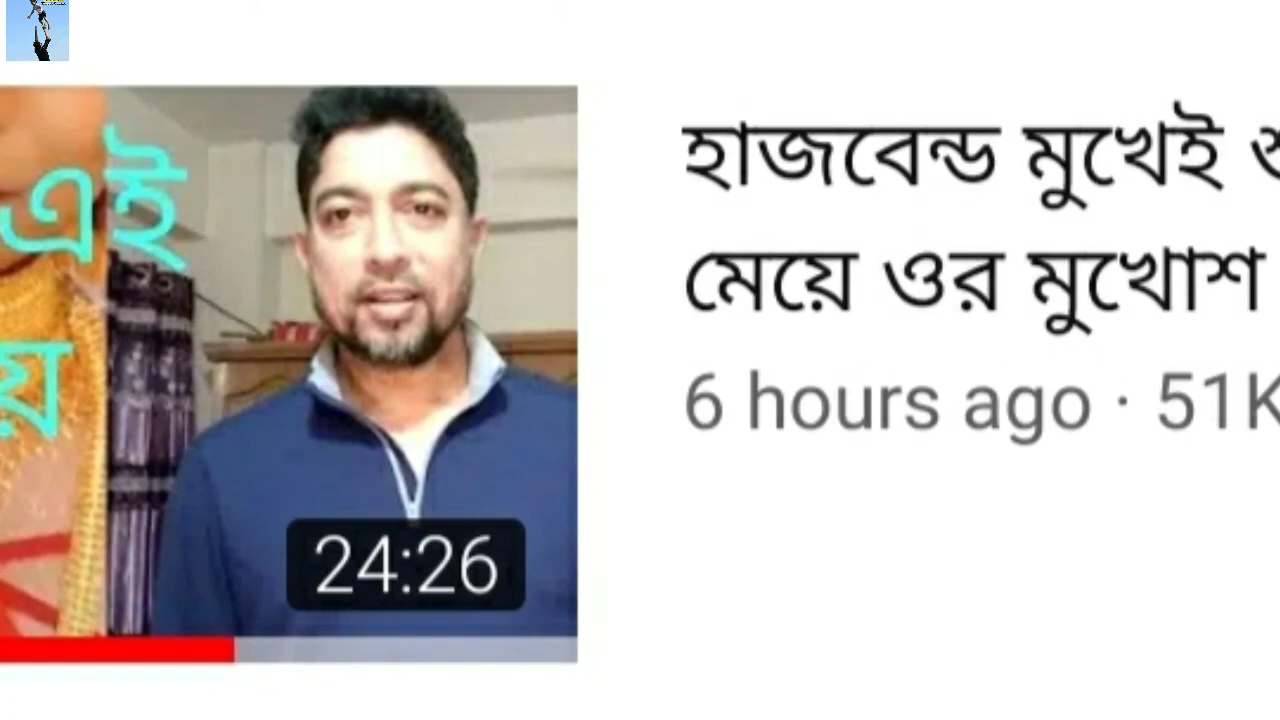 এই
য়
24:26
হাজবেন্ড মুখেই
মেয়ে ওর মুখোশ
6 hours ago · 51K